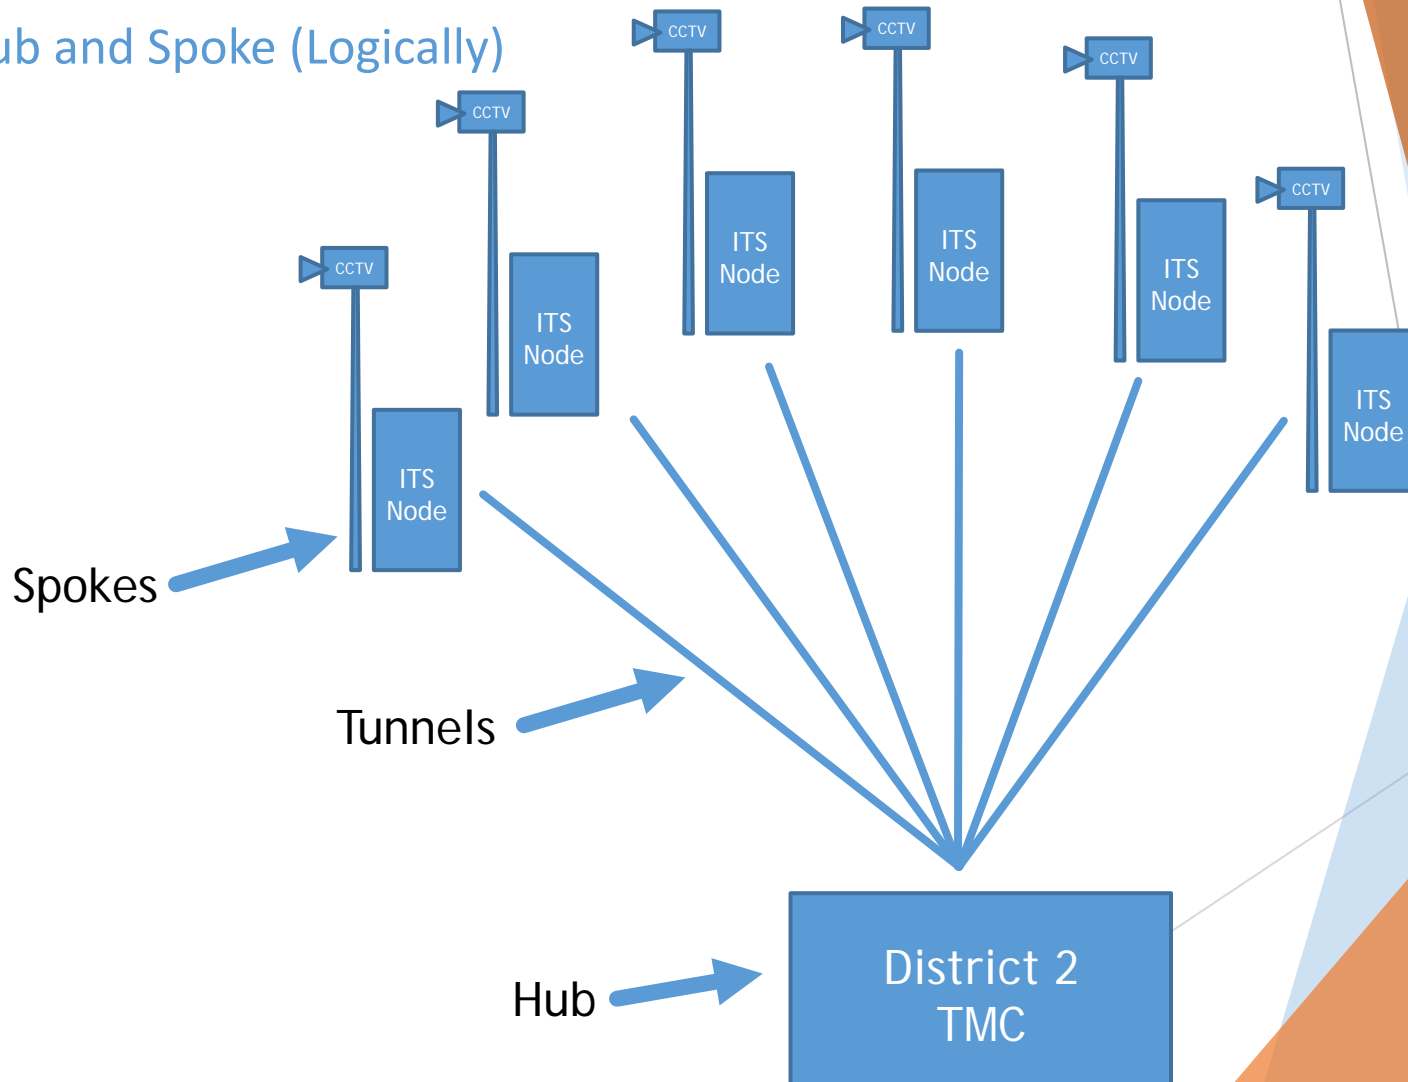 ub and Spoke (Logically)
CCTV
CCTV
CCTV
CCTV
CCTV
CCTV
ITS
Node
ITS
Node
ITS
Node
ITS
Node
ITS
Node
ITS
Node
Spokes
Tunnels
Hub
District 2
TMC